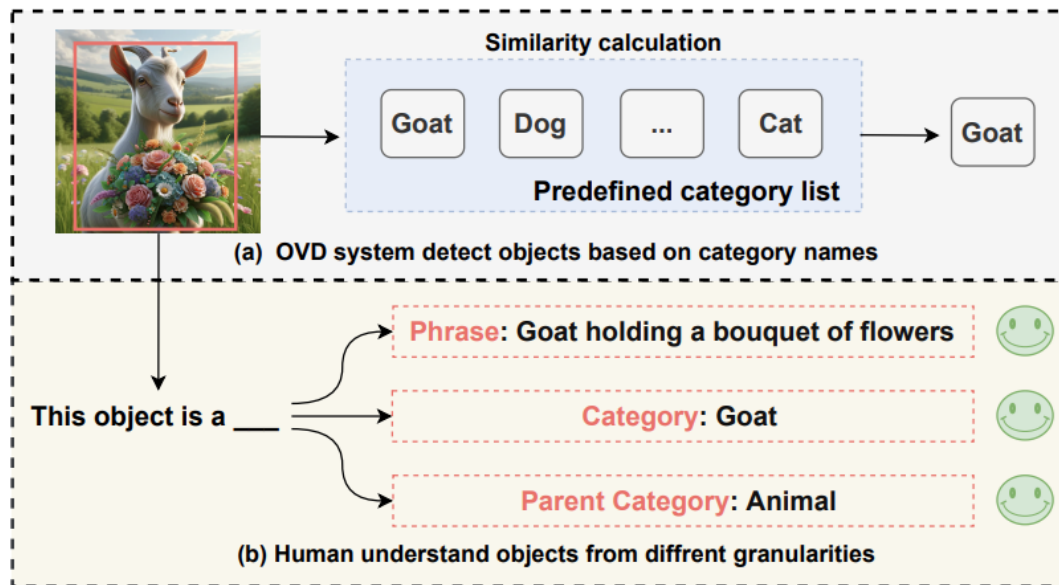 Similarity calculation
Goat
Dog
...
Cat
Goat
Predefined category list
(a) OVD system detect objects based on category names
Phrase: Goat holding a bouquet of flowers
This object is a ___
Category: Goat
Parent Category: Animal
(b) Human understand objects from diffrent granularities